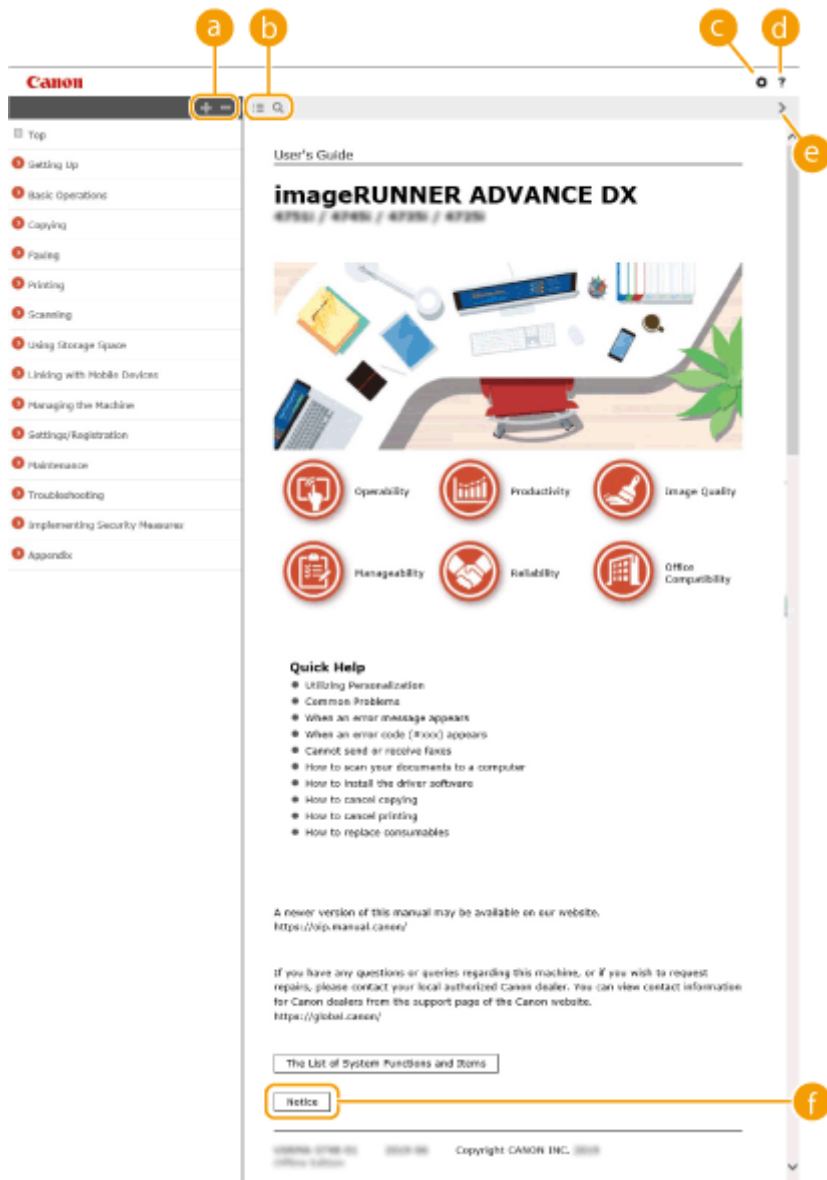 a
b
c
d
Canon
?
e
Top
Setting Up
Basic Operations
Copying
Faxing
Printing
Scanning
Using Storage Space
Linking with Mobile Devices
Managing the Machine
Settings/Registration
Maintenance
Troubleshooting
Implementing Security Measures
Appendix
User's Guide
imageRUNNER ADVANCE DX
4751i / 4745i / 4735i / 4725i
Operability
Productivity
Image Quality
Manageability
Reliability
Office
Compatibility
Quick Help
Utilizing Personalization
Common Problems
When an error message appears
When an error code (#xxx) appears
Cannot send or receive faxes
How to scan your documents to a computer
How to install the driver software
How to cancel copying
How to cancel printing
How to replace consumables
A newer version of this manual may be available on our website.
https://oip.manual.canon/
If you have any questions or queries regarding this machine, or if you wish to request
repairs, please contact your local authorized Canon dealer. You can view contact information
for Canon dealers from the support page of the Canon website.
https://global.canon/
The List of System Functions and Items
Notice
f
Copyright CANON INC.